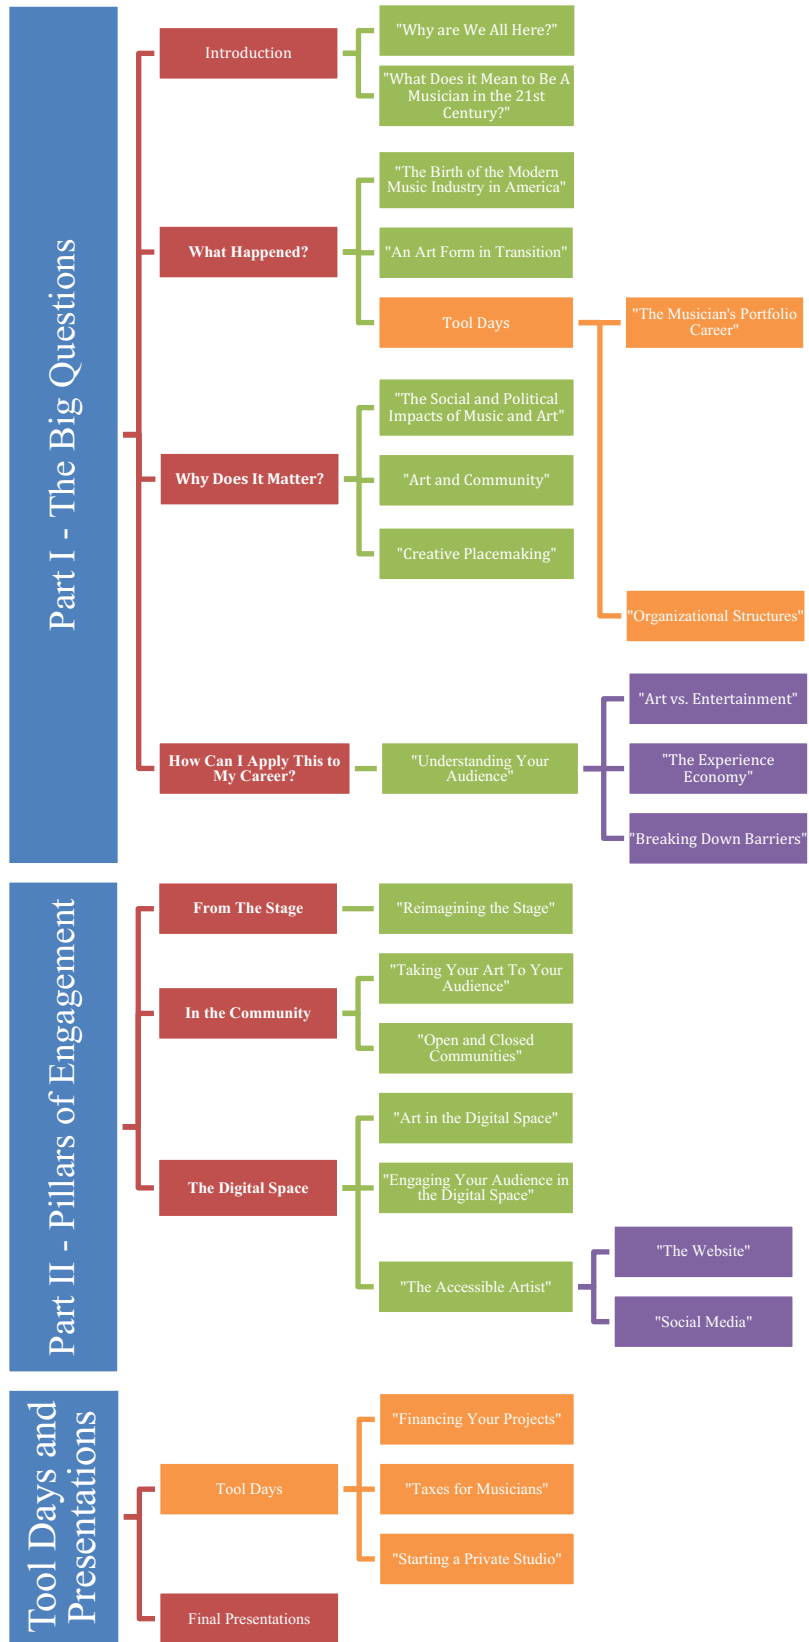 Part I - The Big Questions
Introduction
"Why are We All Here?"
"What Does it Mean to Be A
Musician in the 21st
Century?"
What Happened?
"The Birth of the Modern
Music Industry in America"
"An Art Form in Transition"
Tool Days
"The Musician's Portfolio
Career"
"Organizational Structures"
Why Does It Matter?
"The Social and Political
Impacts of Music and Art"
"Art and Community"
"Creative Placemaking"
How Can I Apply This to
My Career?
"Understanding Your
Audience"
"Art vs. Entertainment"
"The Experience
Economy"
"Breaking Down Barriers"
Part II - Pillars of Engagement
From The Stage
"Reimagining the Stage"
In the Community
"Taking Your Art To Your
Audience"
"Open and Closed
Communities"
The Digital Space
"Art in the Digital Space"
"Engaging Your Audience in
the Digital Space"
"The Accessible Artist"
"The Website"
"Social Media"
Tool Days and
Presentations
Tool Days
"Financing Your Projects"
"Taxes for Musicians"
"Starting a Private Studio"
Final Presentations